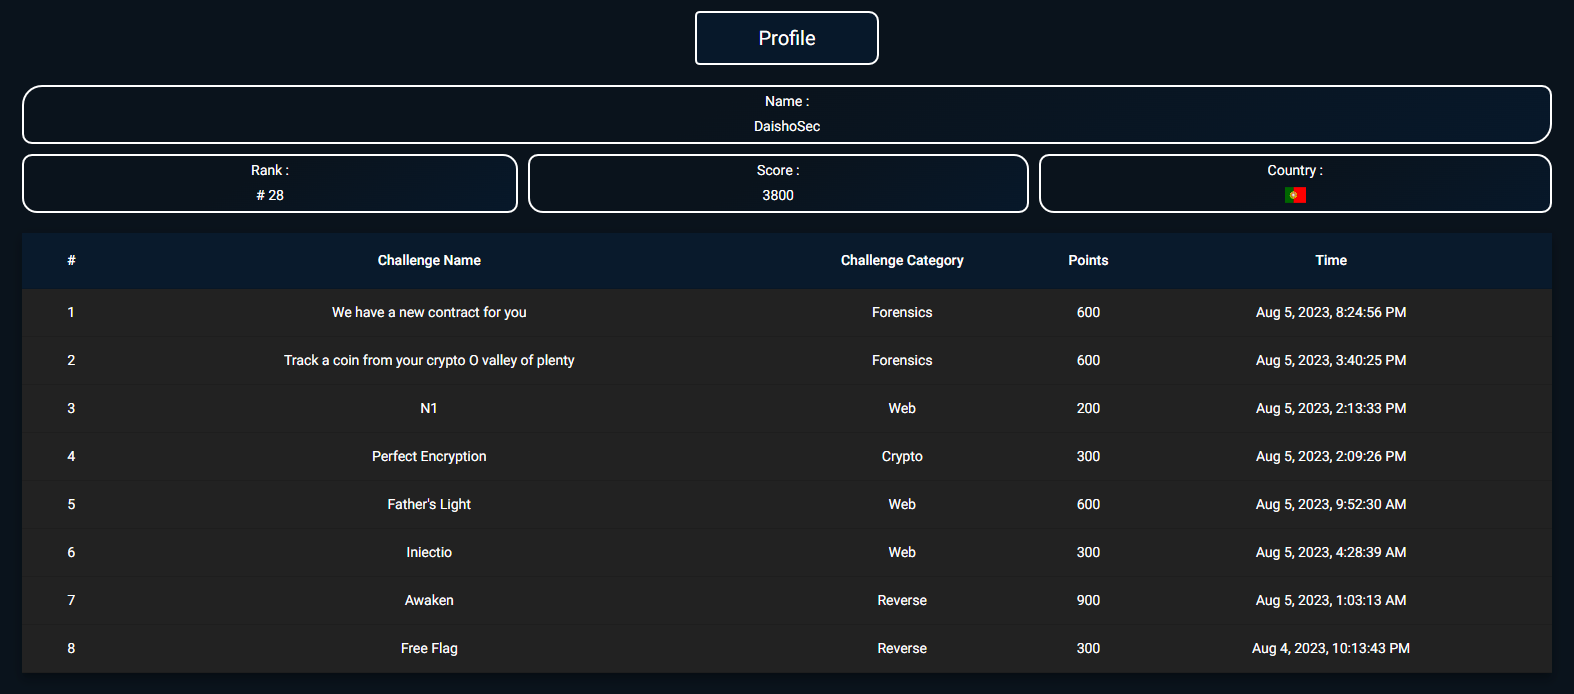 Profile
Name :
DaishoSec
Rank :
# 28
Score :
3800
Country :
# Challenge Name Challenge Category Points Time
1 We have a new contract for you Forensics 600 Aug 5, 2023, 8:24:56 PM
2 Track a coin from your crypto O valley of plenty Forensics 600 Aug 5, 2023, 3:40:25 PM
3 N1 Web 200 Aug 5, 2023, 2:13:33 PM
4 Perfect Encryption Crypto 300 Aug 5, 2023, 2:09:26 PM
5 Father's Light Web 600 Aug 5, 2023, 9:52:30 AM
6 Iniectio Web 300 Aug 5, 2023, 4:28:39 AM
7 Awaken Reverse 900 Aug 5, 2023, 1:03:13 AM
8 Free Flag Reverse 300 Aug 4, 2023, 10:13:43 PM